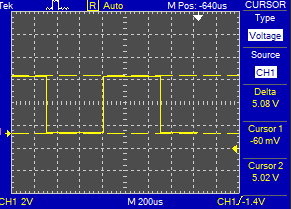 Tek R Auto M Pos: -640us CURSOR
Type
Voltage
Source
CH1
Delta
5.08 V
Cursor 1
-60 mV
Cursor 2
5.02 V
CH1 2V M 200us CH1/-1.4V